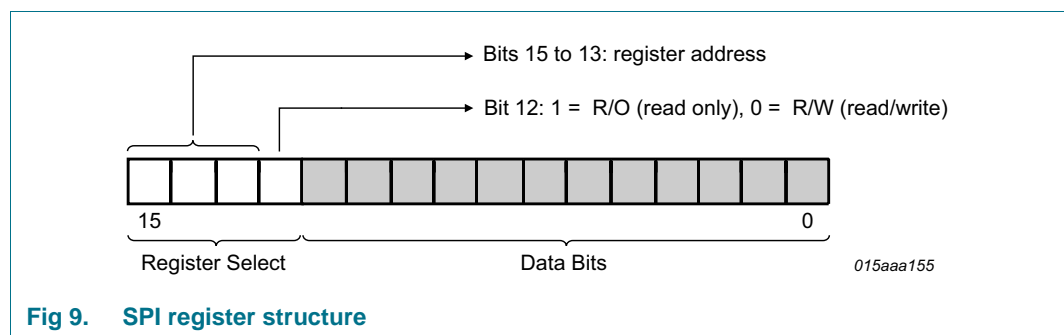 Bits 15 to 13: register address
Bit 12: 1 = R/O (read only), 0 = R/W (read/write)
15
0
Register Select
Data Bits
015aaa155
Fig 9. SPI register structure